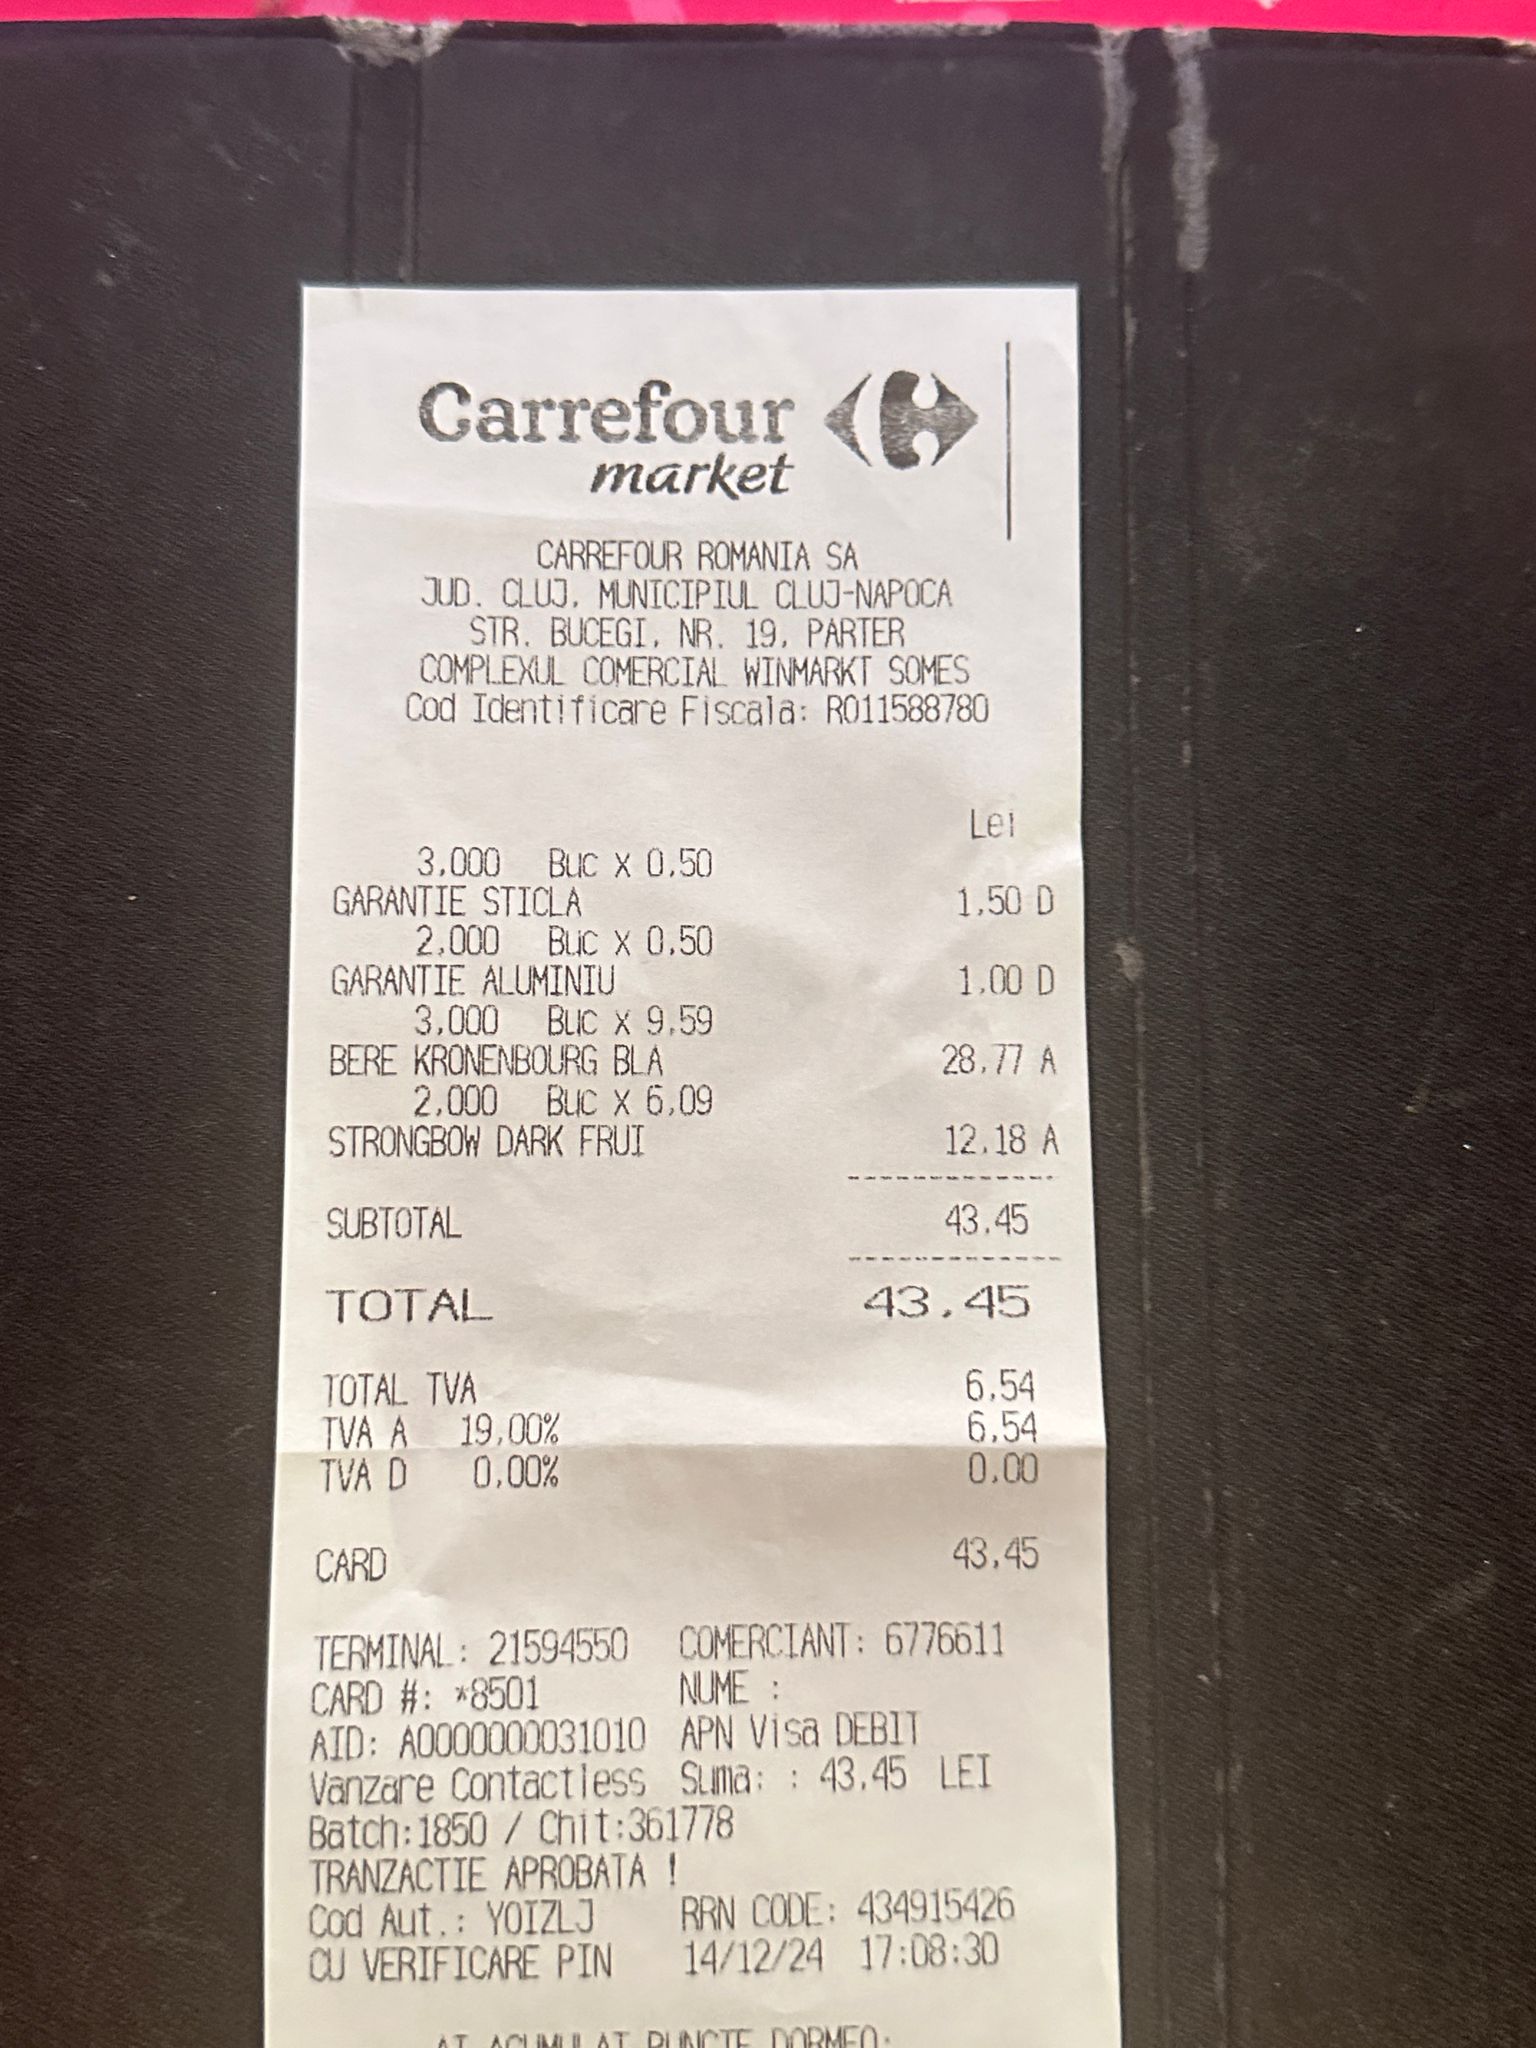 Carrefour
market
CARREFOUR ROMANIA SA
JUD. CLUJ, MUNICIPIUL CLUJ-NAPOCA
STR. BUCEGI, NR. 19, PARTER
COMPLEXUL COMERCIAL WINMARKT SOMES
Cod Identificare Fiscala: RO11588780
Lei
3,000 Buc X 0,50
GARANTIE STICLA 1,50 D
2,000 Buc X 0,50
GARANTIE ALUMINIU 1,00 D
3,000 Buc X 9,59
BERE KRONENBOURG BLA 28,77 A
2,000 Buc X 6,09
STRONGBOW DARK FRUI 12,18 A
SUBTOTAL 43,45
TOTAL 43,45
TOTAL TVA 6,54
TVA A 19,00% 6,54
TVA D 0,00% 0,00
CARD 43,45
TERMINAL: 21594550 COMERCIANT: 6776611
CARD #: *8501 NUME :
AID: A0000000031010 APN Visa DEBIT
Vanzare Contactless Suma: : 43,45 LEI
Batch:1850 / Chit:361778
TRANZACTIE APROBATA !
Cod Aut.: YOIZLJ RRN CODE: 434915426
CU VERIFICARE PIN 14/12/24 17:08:30
AI ACUMULAT PUNCTE DORMEO: